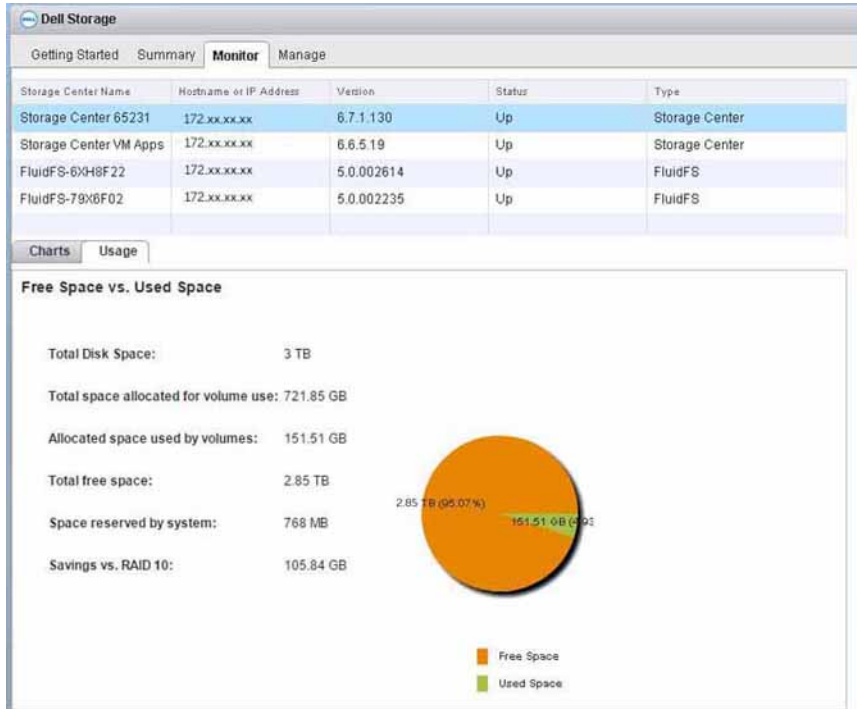 DELL Dell Storage
Getting Started Summary Monitor Manage
Storage Center Name Hostname or IP Address Version Status Type
Storage Center 65231 172.xx.xx.xx 6.7.1.130 Up Storage Center
Storage Center VM Apps 172.xx.xx.xx 6.6.5.19 Up Storage Center
FluidFS-6XH8F22 172.xx.xx.xx 5.0.002614 Up FluidFS
FluidFS-79X6F02 172.xx.xx.xx 5.0.002235 Up FluidFS
Charts Usage
Free Space vs. Used Space
Total Disk Space: 3 TB
Total space allocated for volume use: 721.85 GB
Allocated space used by volumes: 151.51 GB
Total free space: 2.85 TB
Space reserved by system: 768 MB
Savings vs. RAID 10: 105.84 GB
2.85 TB (95.07%)
151.51 GB (4.93
Free Space
Used Space